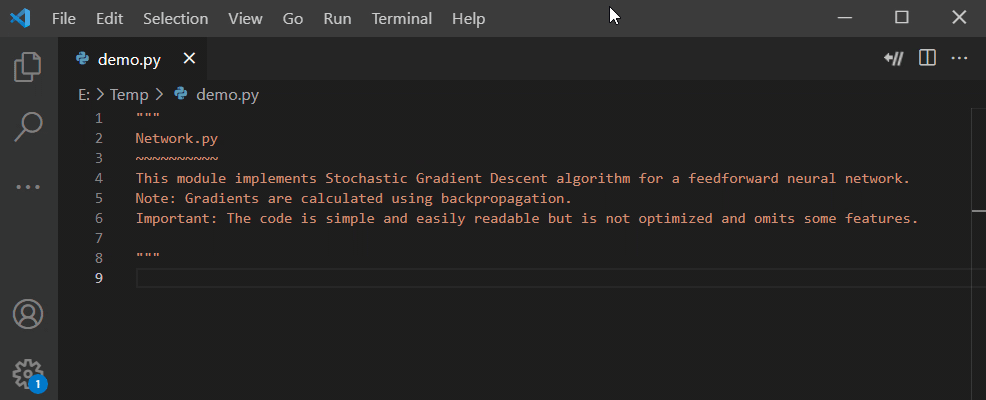 File Edit Selection View Go Run Terminal Help
demo.py
E: > Temp > demo.py
1 """
2 Network.py
3 ~~~~~~~~~~
4 This module implements Stochastic Gradient Descent algorithm for a feedforward neural network.
5 Note: Gradients are calculated using backpropagation.
6 Important: The code is simple and easily readable but is not optimized and omits some features.
7
8 """
9
1